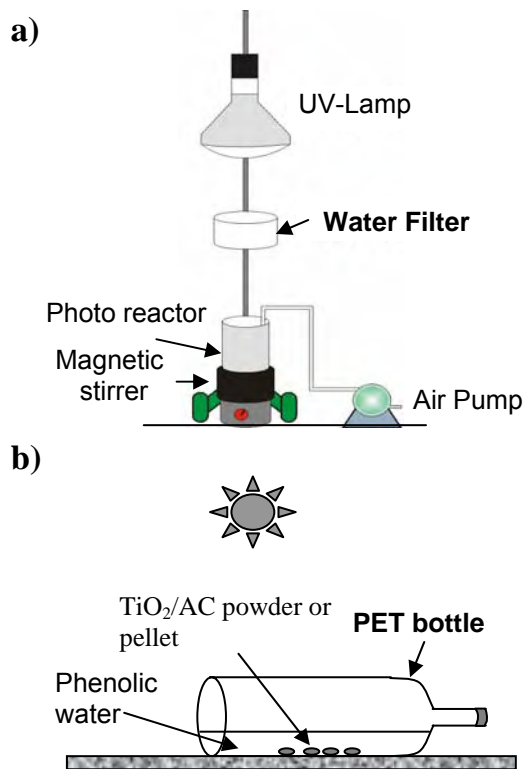 a)
UV-Lamp
Water Filter
Photo reactor
Magnetic
stirrer
Air Pump
b)
TiO₂/AC powder or
pellet
PET bottle
Phenolic
water